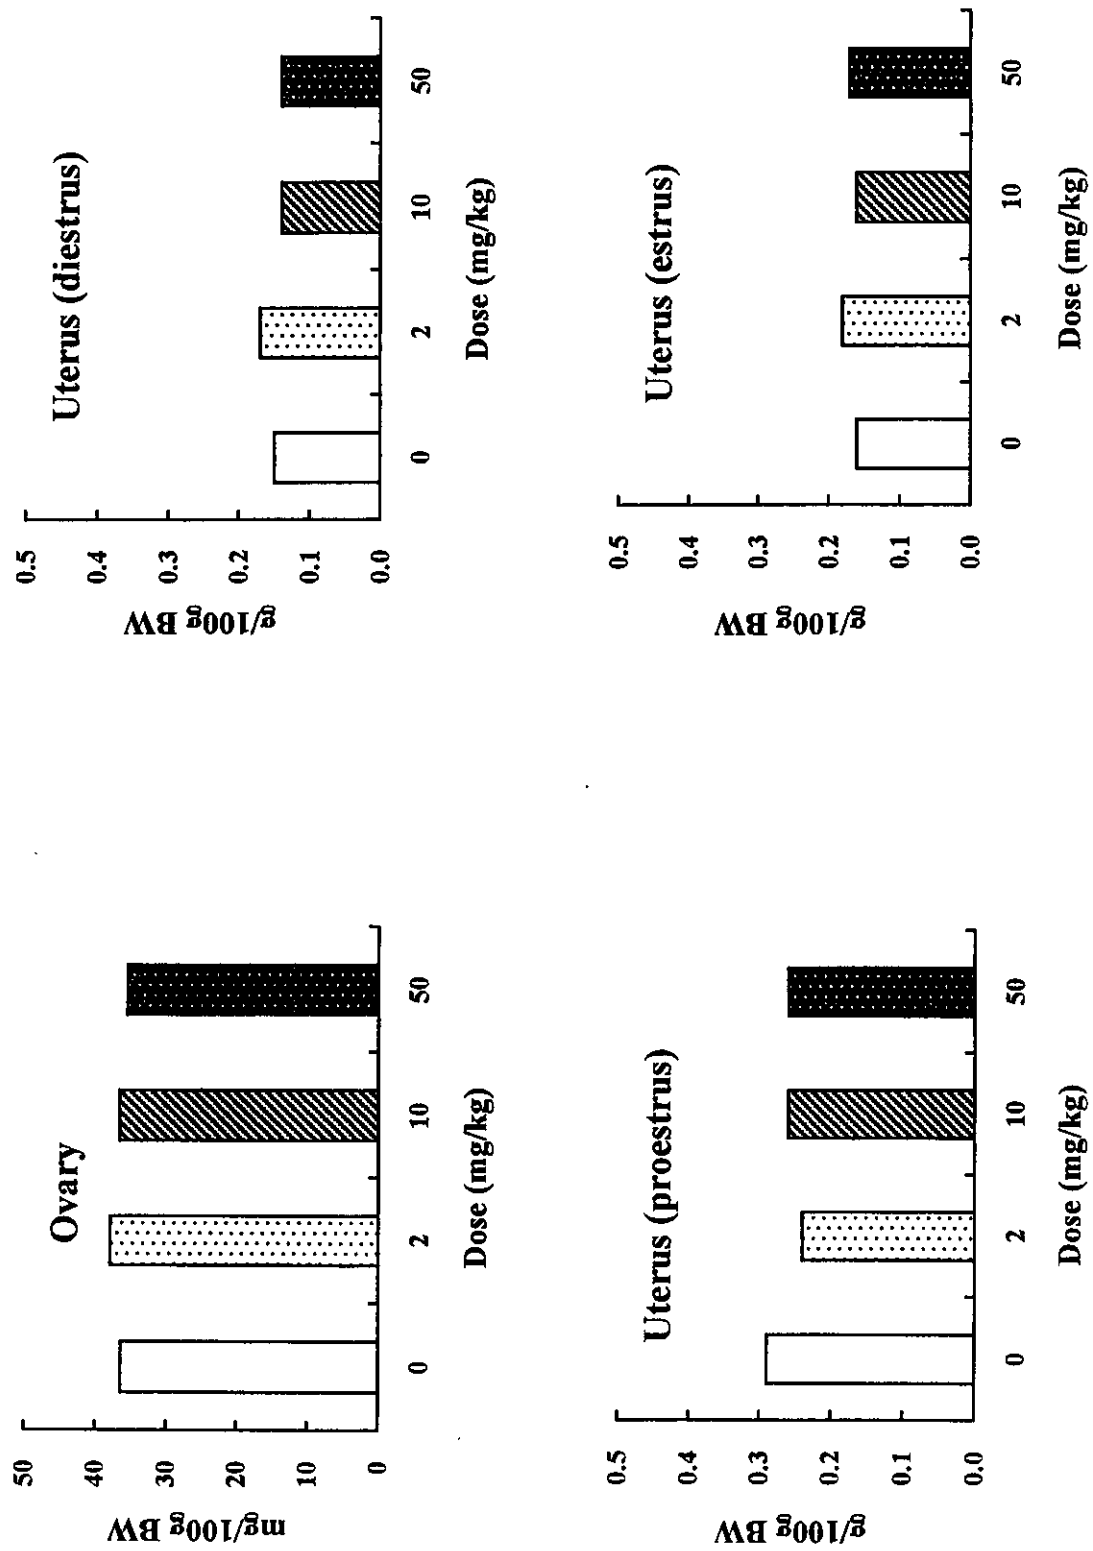 Ovary
mg/100g BW
50
40
30
20
10
0
0 2 10 50
Dose (mg/kg)
Uterus (diestrus)
g/100g BW
0.5
0.4
0.3
0.2
0.1
0.0
0 2 10 50
Dose (mg/kg)
Uterus (proestrus)
g/100g BW
0.5
0.4
0.3
0.2
0.1
0.0
0 2 10 50
Dose (mg/kg)
Uterus (estrus)
g/100g BW
0.5
0.4
0.3
0.2
0.1
0.0
0 2 10 50
Dose (mg/kg)